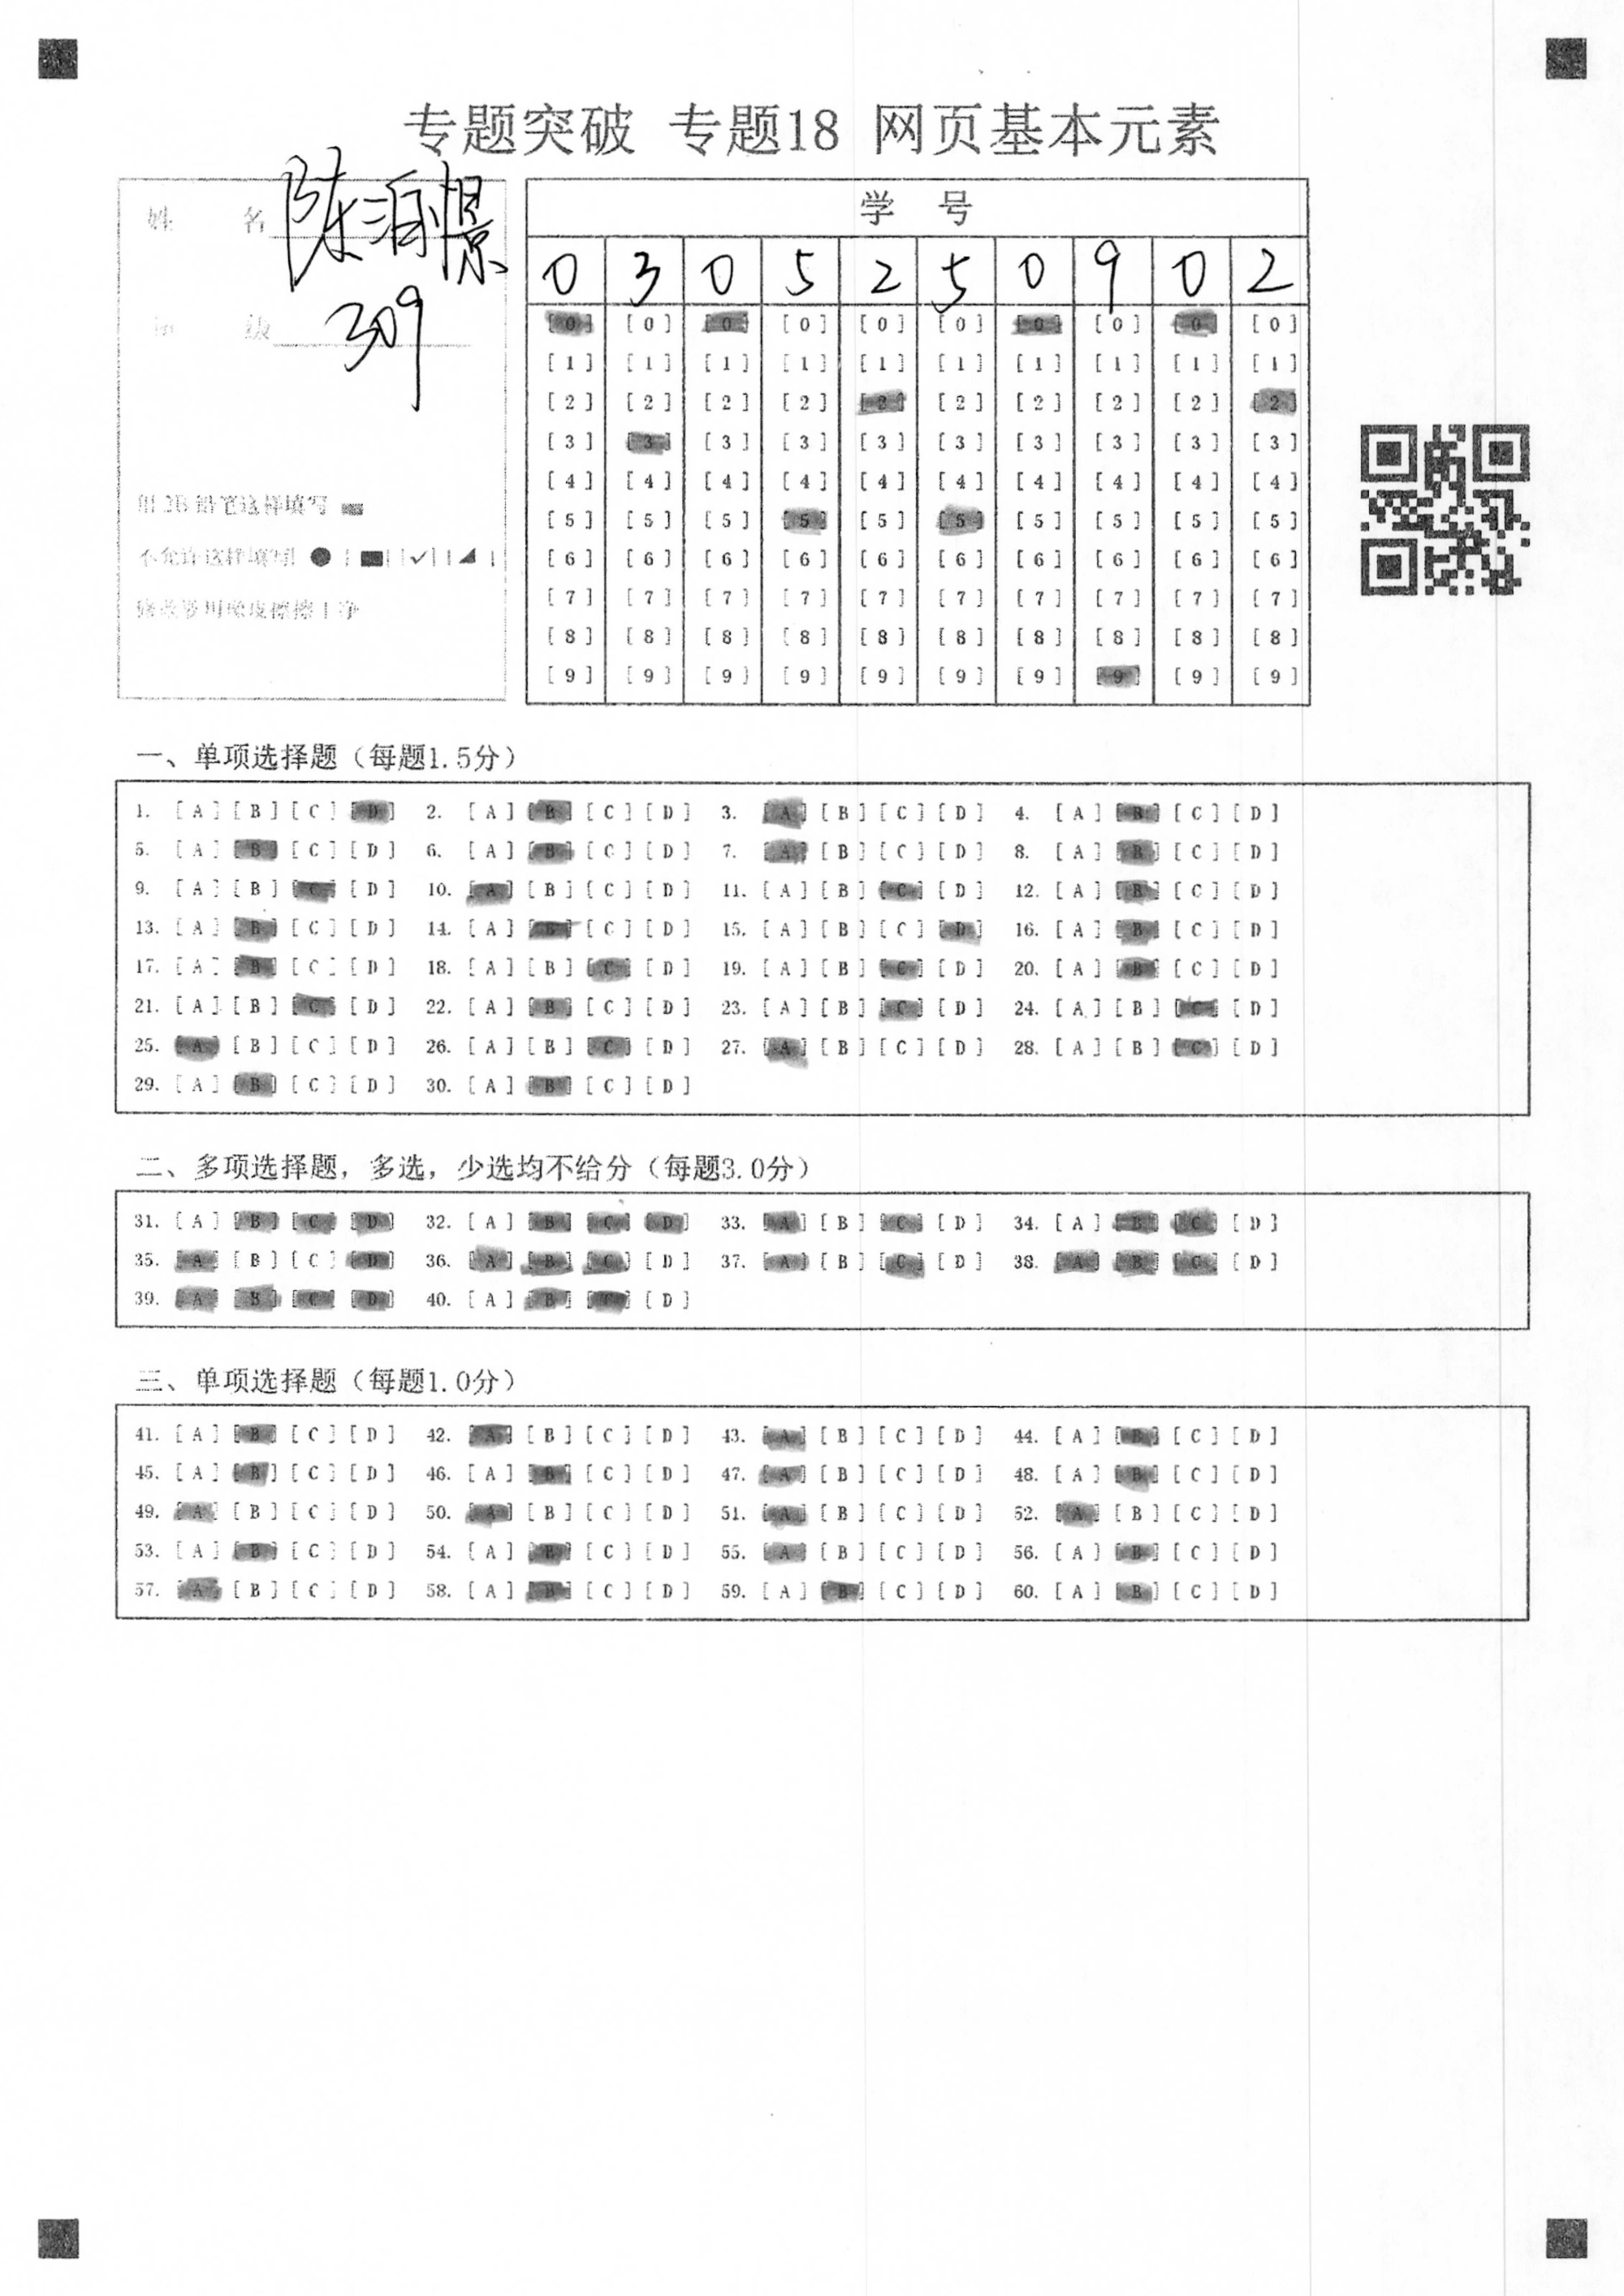 专题突破 专题18 网页基本元素
姓 名 陈泊憬
级 309
用2B铅笔这样填写
不允许这样填写!
修改要用橡皮擦擦干净
学 号
0 3 0 5 2 5 0 9 0 2
[0] [0] [0] [0] [0] [0] [0] [0] [0] [0]
[1] [1] [1] [1] [1] [1] [1] [1] [1] [1]
[2] [2] [2] [2] [2] [2] [2] [2] [2] [2]
[3] [3] [3] [3] [3] [3] [3] [3] [3] [3]
[4] [4] [4] [4] [4] [4] [4] [4] [4] [4]
[5] [5] [5] [5] [5] [5] [5] [5] [5] [5]
[6] [6] [6] [6] [6] [6] [6] [6] [6] [6]
[7] [7] [7] [7] [7] [7] [7] [7] [7] [7]
[8] [8] [8] [8] [8] [8] [8] [8] [8] [8]
[9] [9] [9] [9] [9] [9] [9] [9] [9] [9]
一、单项选择题（每题1.5分）
1. [A] [B] [C] [D] 2. [A] [B] [C] [D] 3. [A] [B] [C] [D] 4. [A] [B] [C] [D]
5. [A] [B] [C] [D] 6. [A] [B] [C] [D] 7. [A] [B] [C] [D] 8. [A] [B] [C] [D]
9. [A] [B] [C] [D] 10. [A] [B] [C] [D] 11. [A] [B] [C] [D] 12. [A] [B] [C] [D]
13. [A] [B] [C] [D] 14. [A] [B] [C] [D] 15. [A] [B] [C] [D] 16. [A] [B] [C] [D]
17. [A] [B] [C] [D] 18. [A] [B] [C] [D] 19. [A] [B] [C] [D] 20. [A] [B] [C] [D]
21. [A] [B] [C] [D] 22. [A] [B] [C] [D] 23. [A] [B] [C] [D] 24. [A] [B] [C] [D]
25. [A] [B] [C] [D] 26. [A] [B] [C] [D] 27. [A] [B] [C] [D] 28. [A] [B] [C] [D]
29. [A] [B] [C] [D] 30. [A] [B] [C] [D]
二、多项选择题，多选，少选均不给分（每题3.0分）
31. [A] [B] [C] [D] 32. [A] [B] [C] [D] 33. [A] [B] [C] [D] 34. [A] [B] [C] [D]
35. [A] [B] [C] [D] 36. [A] [B] [C] [D] 37. [A] [B] [C] [D] 38. [A] [B] [C] [D]
39. [A] [B] [C] [D] 40. [A] [B] [C] [D]
三、单项选择题（每题1.0分）
41. [A] [B] [C] [D] 42. [A] [B] [C] [D] 43. [A] [B] [C] [D] 44. [A] [B] [C] [D]
45. [A] [B] [C] [D] 46. [A] [B] [C] [D] 47. [A] [B] [C] [D] 48. [A] [B] [C] [D]
49. [A] [B] [C] [D] 50. [A] [B] [C] [D] 51. [A] [B] [C] [D] 52. [A] [B] [C] [D]
53. [A] [B] [C] [D] 54. [A] [B] [C] [D] 55. [A] [B] [C] [D] 56. [A] [B] [C] [D]
57. [A] [B] [C] [D] 58. [A] [B] [C] [D] 59. [A] [B] [C] [D] 60. [A] [B] [C] [D]